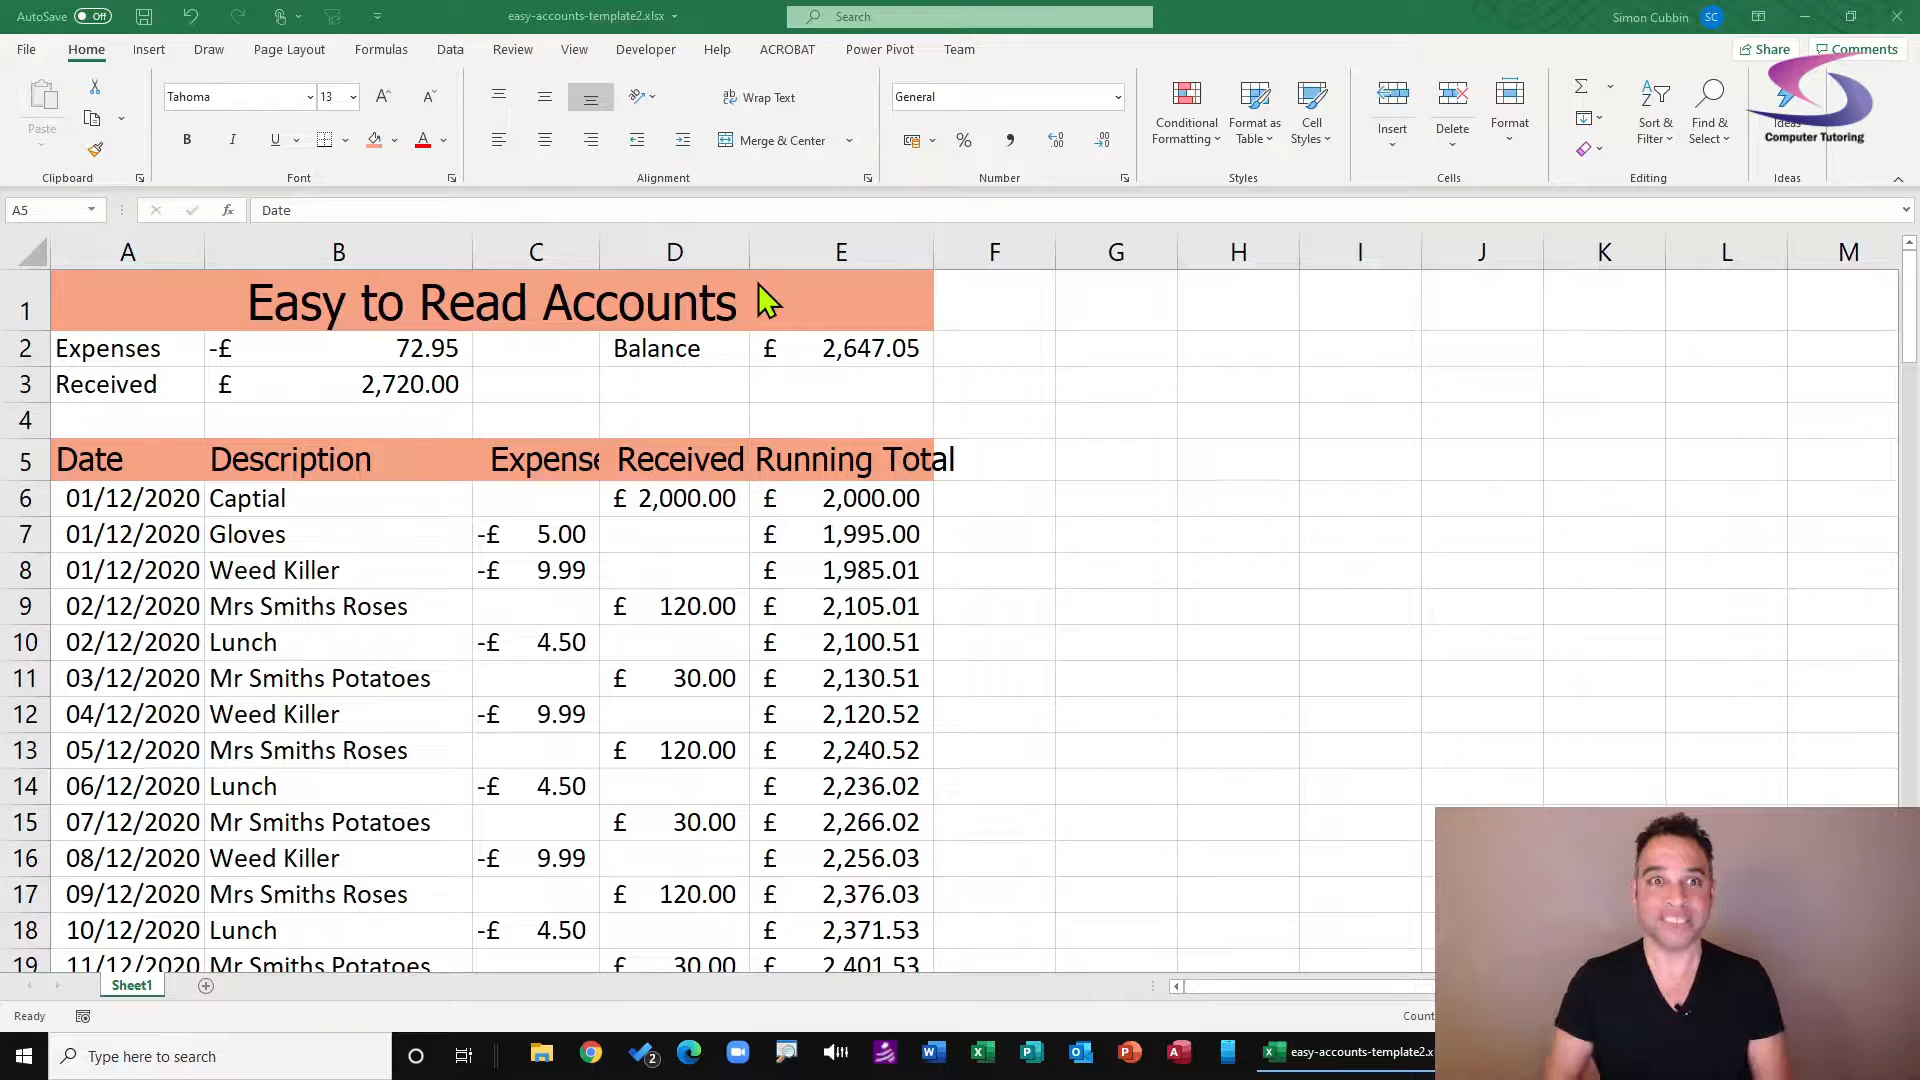 AutoSave Off easy-accounts-template2.xlsx Search Simon Cubbin SC
File Home Insert Draw Page Layout Formulas Data Review View Developer Help ACROBAT Power Pivot Team Share Comments
Paste Tahoma 13 Wrap Text General Conditional Formatting Format as Table Cell Styles Insert Delete Format Sort & Filter Find & Select Ideas
B I U A Merge & Center %
Computer Tutoring
Clipboard Font Alignment Number Styles Cells Editing Ideas
A5 fx Date
A B C D E F G H I J K L M
1 Easy to Read Accounts
2 Expenses -£ 72.95 Balance £ 2,647.05
3 Received £ 2,720.00
4
5 Date Description Expense Received Running Total
6 01/12/2020 Captial £ 2,000.00 £ 2,000.00
7 01/12/2020 Gloves -£ 5.00 £ 1,995.00
8 01/12/2020 Weed Killer -£ 9.99 £ 1,985.01
9 02/12/2020 Mrs Smiths Roses £ 120.00 £ 2,105.01
10 02/12/2020 Lunch -£ 4.50 £ 2,100.51
11 03/12/2020 Mr Smiths Potatoes £ 30.00 £ 2,130.51
12 04/12/2020 Weed Killer -£ 9.99 £ 2,120.52
13 05/12/2020 Mrs Smiths Roses £ 120.00 £ 2,240.52
14 06/12/2020 Lunch -£ 4.50 £ 2,236.02
15 07/12/2020 Mr Smiths Potatoes £ 30.00 £ 2,266.02
16 08/12/2020 Weed Killer -£ 9.99 £ 2,256.03
17 09/12/2020 Mrs Smiths Roses £ 120.00 £ 2,376.03
18 10/12/2020 Lunch -£ 4.50 £ 2,371.53
19 11/12/2020 Mr Smiths Potatoes £ 30.00 £ 2,401.53
Sheet1
Ready Count
Type here to search 2 easy-accounts-template2.x